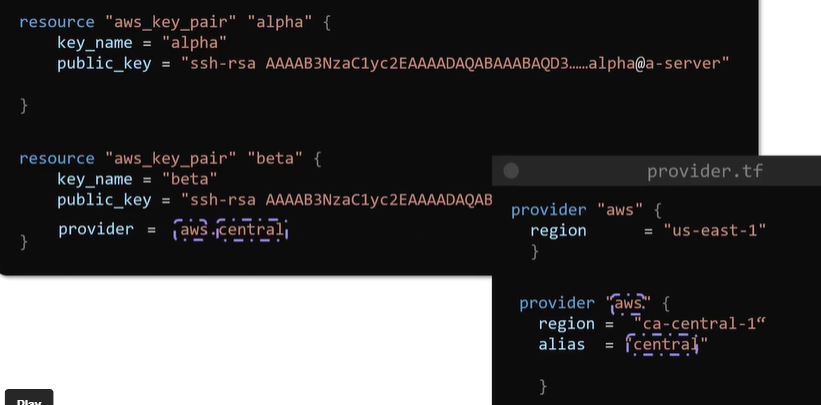 resource "aws_key_pair" "alpha" {
key_name = "alpha"
public_key = "ssh-rsa AAAAB3NzaC1yc2EAAAADAQABAAABAQD3……alpha@a-server"
}
resource "aws_key_pair" "beta" {
key_name = "beta"
public_key = "ssh-rsa AAAAB3NzaC1yc2EAAAADAQAB
provider = aws.central
}
provider.tf
provider "aws" {
region = "us-east-1"
}
provider "aws" {
region = "ca-central-1“
alias = "central"
}
Play